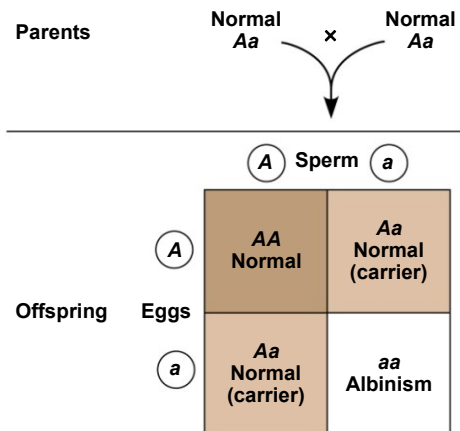 Parents
Normal × Normal
Aa Aa
A Sperm a
A
AA
Normal
Aa
Normal
(carrier)
Offspring Eggs
a
Aa
Normal
(carrier)
aa
Albinism